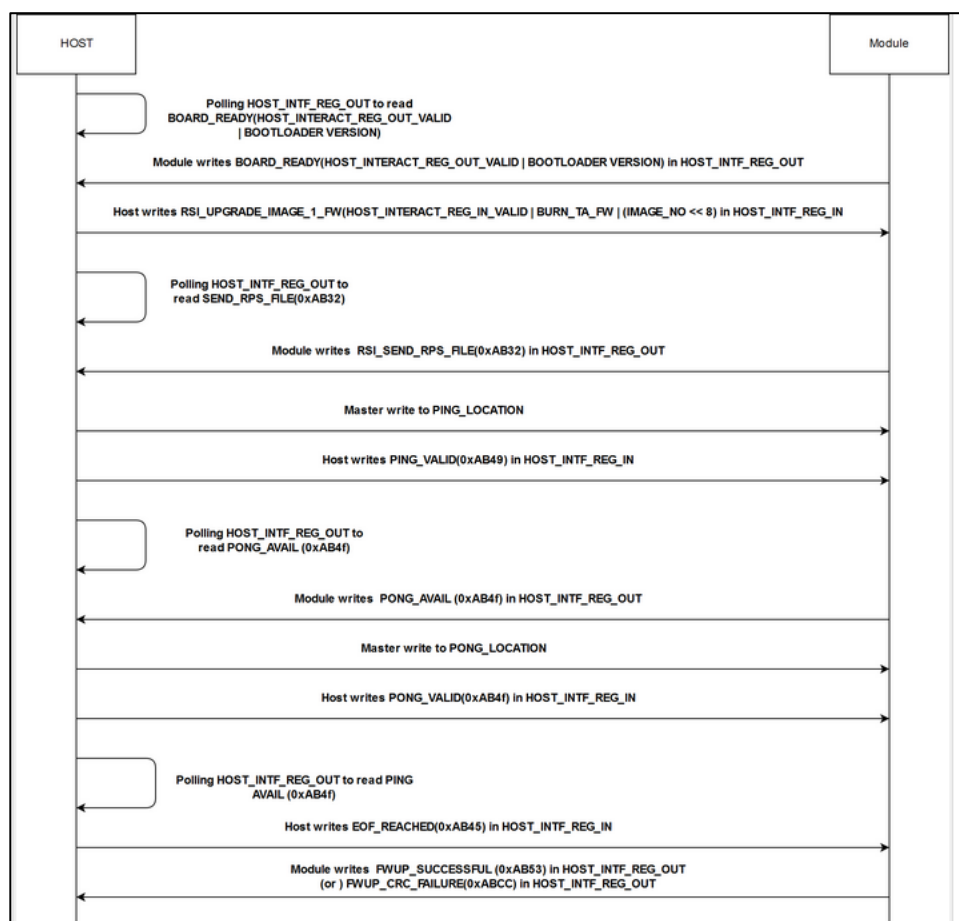 HOST
Module
Polling HOST_INTF_REG_OUT to read
BOARD_READY(HOST_INTERACT_REG_OUT_VALID
| BOOTLOADER VERSION)
Module writes BOARD_READY(HOST_INTERACT_REG_OUT_VALID | BOOTLOADER VERSION) in HOST_INTF_REG_OUT
Host writes RSI_UPGRADE_IMAGE_1_FW(HOST_INTERACT_REG_IN_VALID | BURN_TA_FW | (IMAGE_NO << 8) in HOST_INTF_REG_IN
Polling HOST_INTF_REG_OUT to
read SEND_RPS_FILE(0xAB32)
Module writes RSI_SEND_RPS_FILE(0xAB32) in HOST_INTF_REG_OUT
Master write to PING_LOCATION
Host writes PING_VALID(0xAB49) in HOST_INTF_REG_IN
Polling HOST_INTF_REG_OUT to
read PONG_AVAIL (0xAB4f)
Module writes PONG_AVAIL (0xAB4f) in HOST_INTF_REG_OUT
Master write to PONG_LOCATION
Host writes PONG_VALID(0xAB4f) in HOST_INTF_REG_IN
Polling HOST_INTF_REG_OUT to read PING
AVAIL (0xAB4f)
Host writes EOF_REACHED(0xAB45) in HOST_INTF_REG_IN
Module writes FWUP_SUCCESSFUL (0xAB53) in HOST_INTF_REG_OUT
(or ) FWUP_CRC_FAILURE(0xABCC) in HOST_INTF_REG_OUT